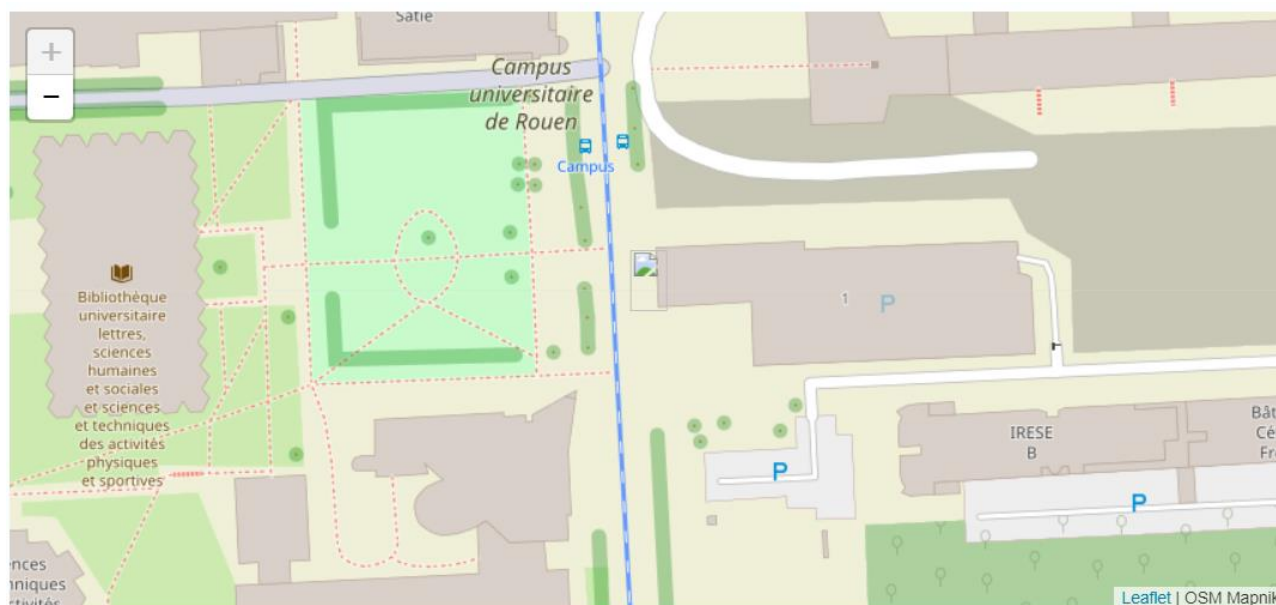 Satie
+
-
Campus
universitaire
de Rouen
Campus
Bibliothèque
universitaire
lettres,
sciences
humaines
et sociales
et sciences
et techniques
des activités
physiques
et sportives
1
P
P
IRESE
B
P
Leaflet | OSM Mapnik